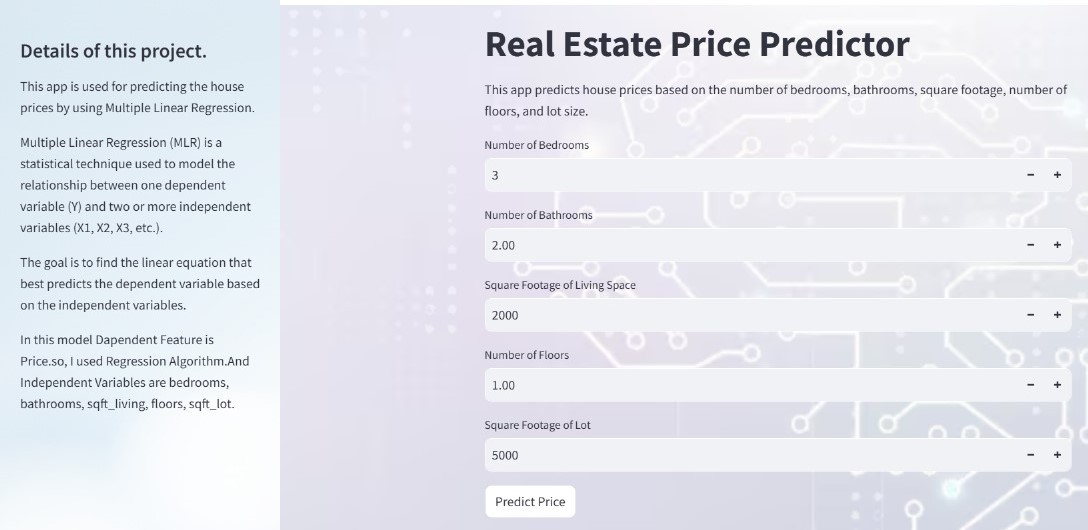 Details of this project.
This app is used for predicting the house
prices by using Multiple Linear Regression.
Multiple Linear Regression (MLR) is a
statistical technique used to model the
relationship between one dependent
variable (Y) and two or more independent
variables (X1, X2, X3, etc.).
The goal is to find the linear equation that
best predicts the dependent variable based
on the independent variables.
In this model Dapendent Feature is
Price.so, I used Regression Algorithm.And
Independent Variables are bedrooms,
bathrooms, sqft_living, floors, sqft_lot.
Real Estate Price Predictor
This app predicts house prices based on the number of bedrooms, bathrooms, square footage, number of
floors, and lot size.
Number of Bedrooms
3
Number of Bathrooms
2.00
Square Footage of Living Space
2000
Number of Floors
1.00
Square Footage of Lot
5000
Predict Price